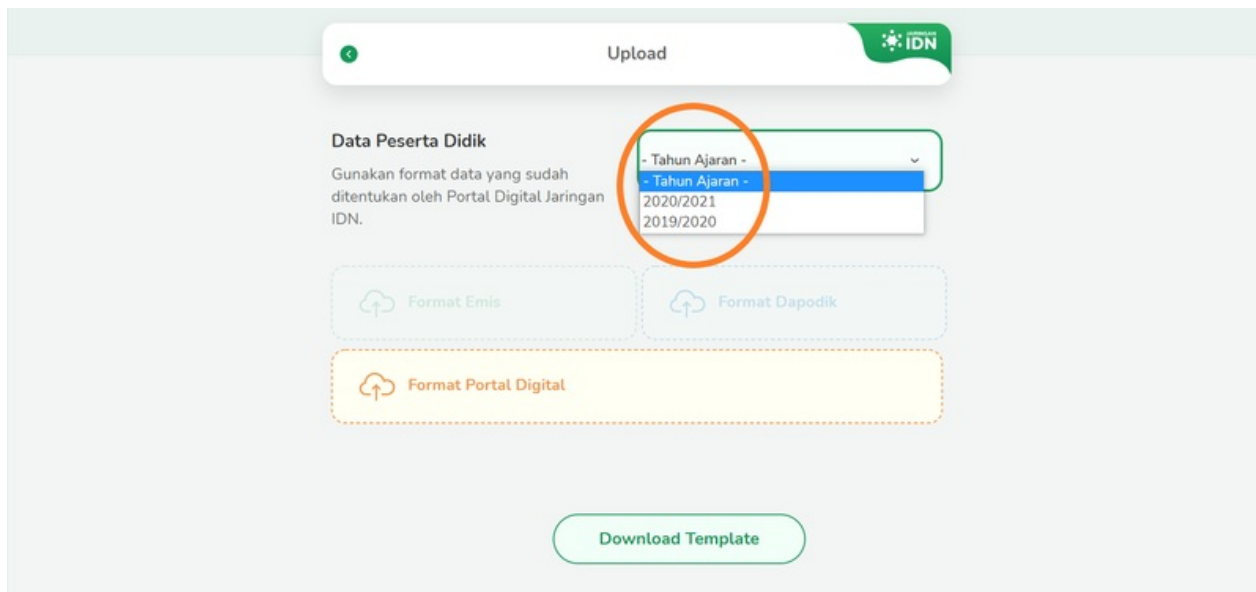 Upload
JARINGAN
IDN
Data Peserta Didik
Gunakan format data yang sudah
ditentukan oleh Portal Digital Jaringan
IDN.
- Tahun Ajaran -
- Tahun Ajaran -
2020/2021
2019/2020
Format Emis
Format Dapodik
Format Portal Digital
Download Template